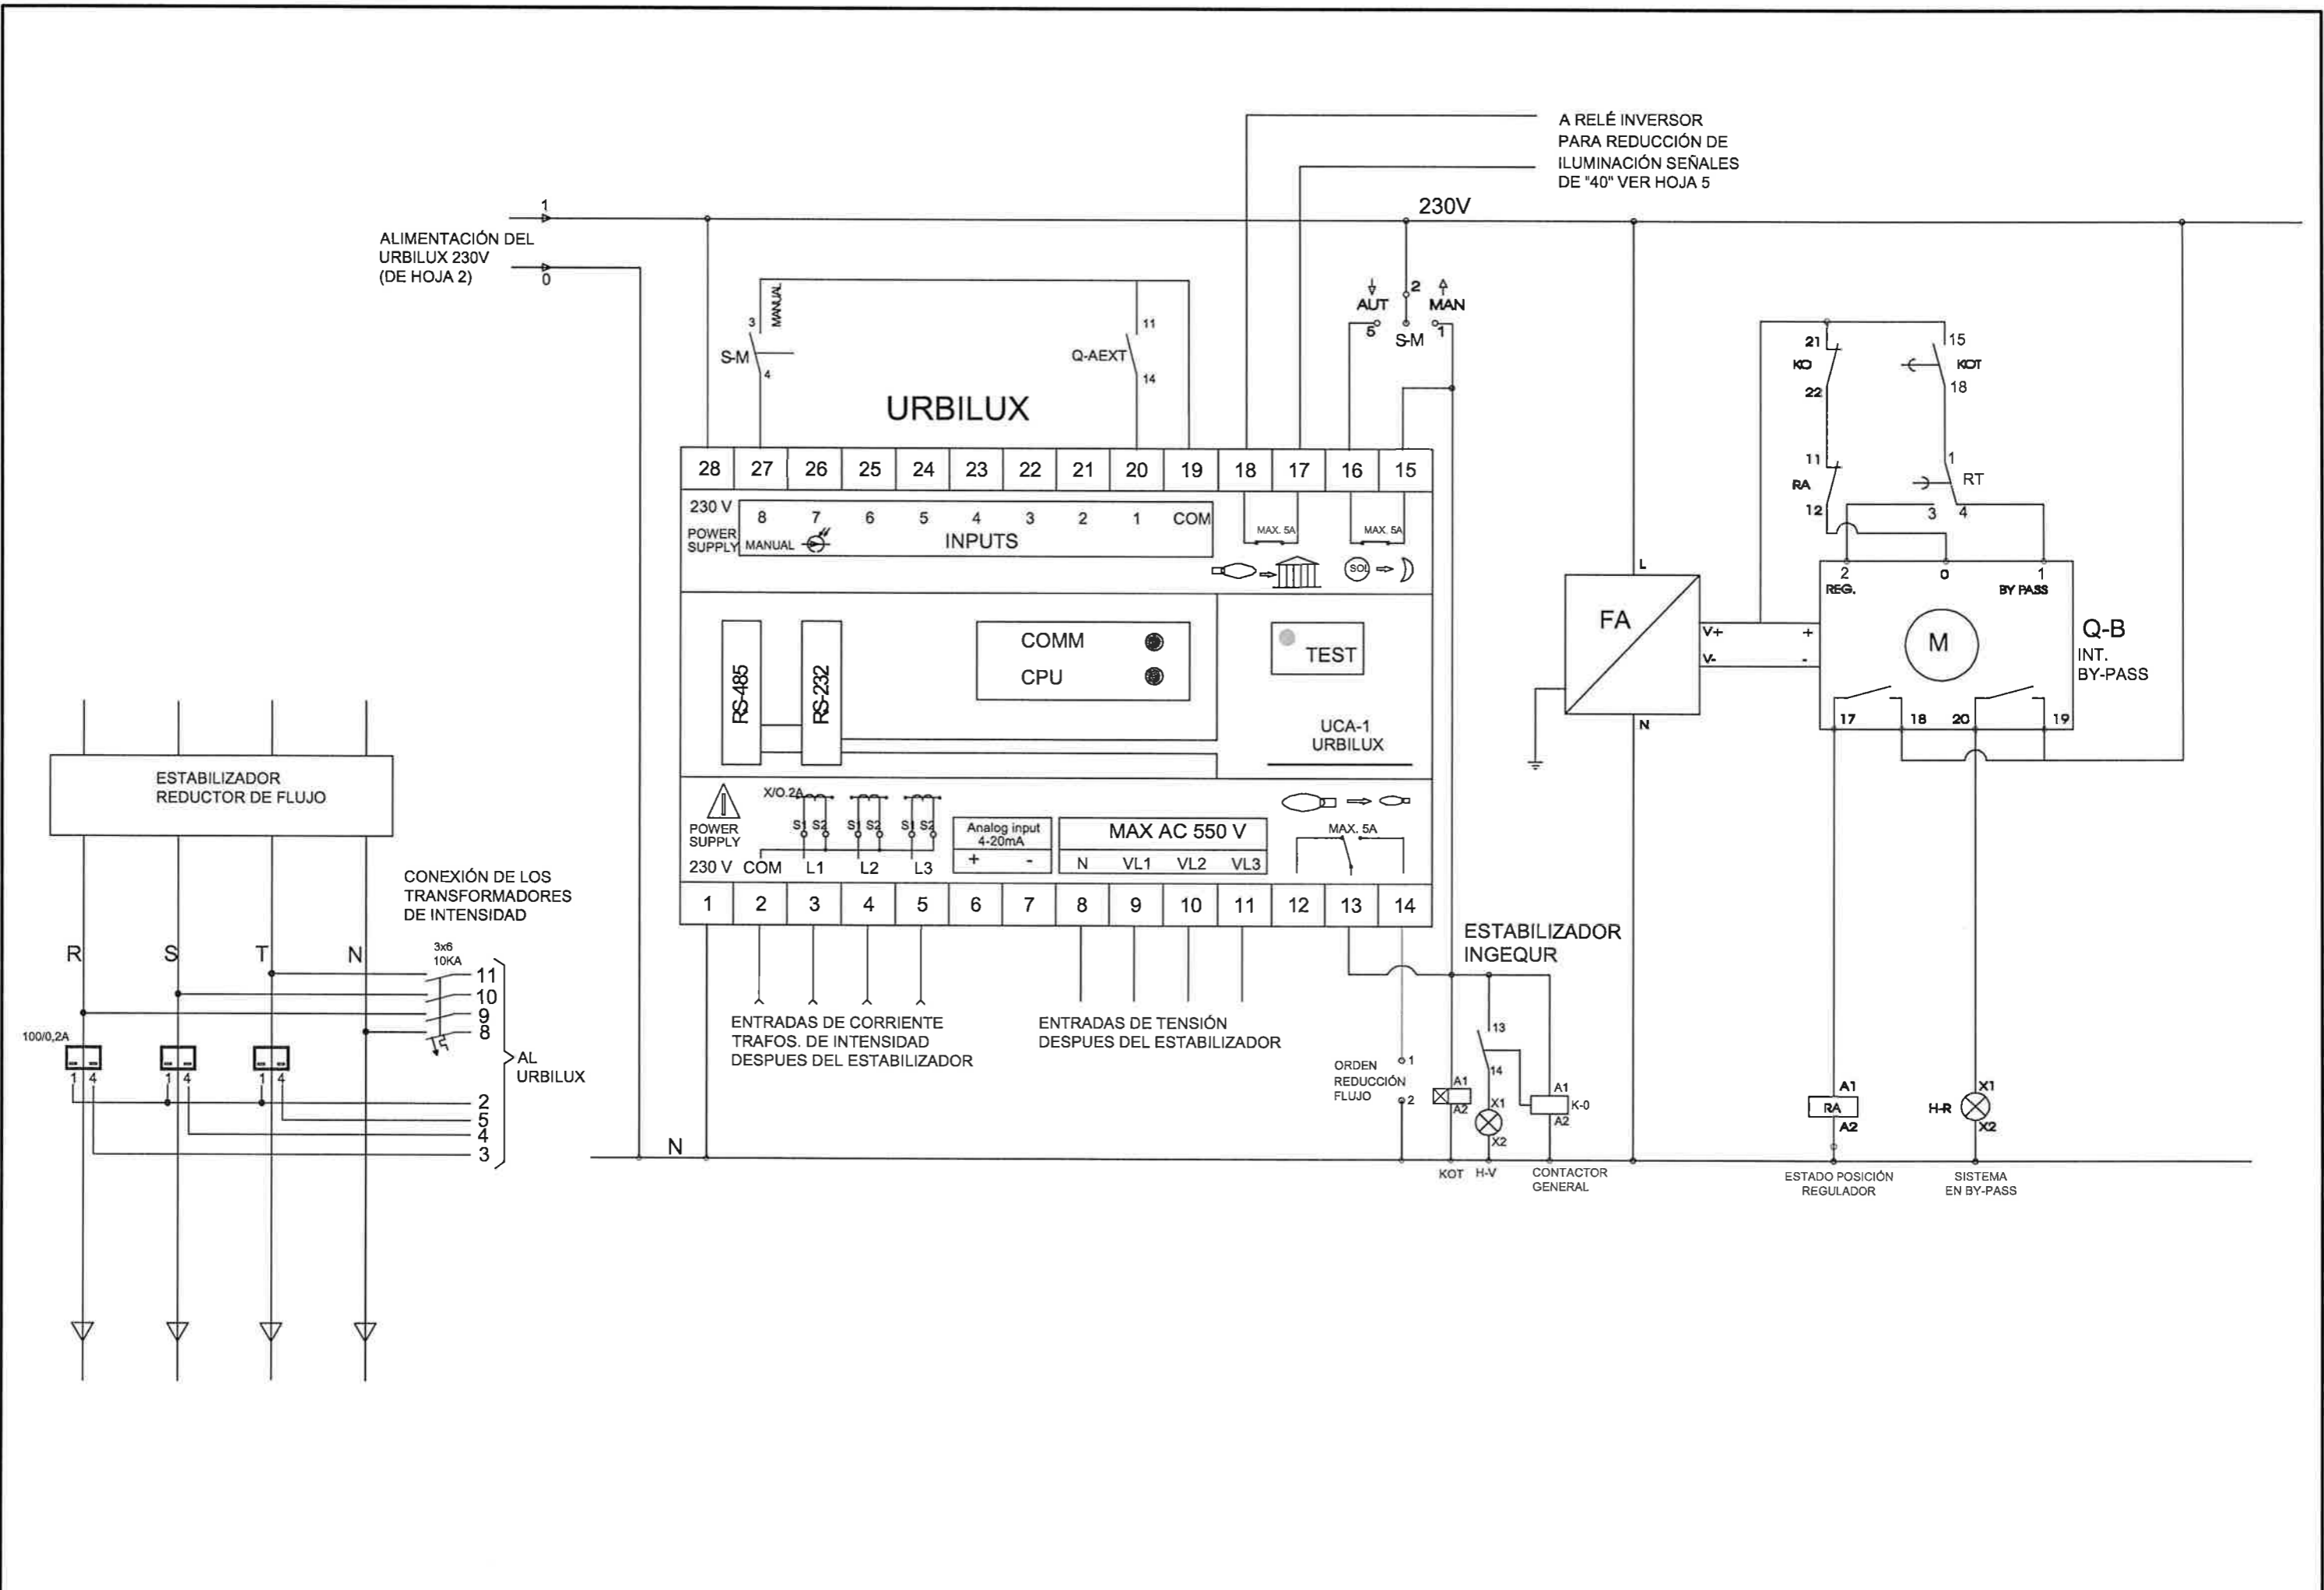 A RELÉ INVERSOR
PARA REDUCCIÓN DE
ILUMINACIÓN SEÑALES
DE "40" VER HOJA 5
1
230V
ALIMENTACIÓN DEL
URBILUX 230V
(DE HOJA 2)
0
MANUAL
3
S-M
4
11
Q-AEXT
14
AUT
2
MAN
5
S-M
1
21
KO
22
15
KOT
18
11
RA
12
1
RT
3
4
URBILUX
28 27 26 25 24 23 22 21 20 19 18 17 16 15
230 V
POWER
SUPPLY
8 7 6 5 4 3 2 1 COM
MANUAL
INPUTS
MAX. 5A
MAX. 5A
SOL
RS-485
RS-232
COMM
CPU
TEST
UCA-1
URBILUX
L
FA
N
V+
V-
+
-
2
REG.
0
1
BY PASS
M
Q-B
INT.
BY-PASS
17
18
20
19
POWER
SUPPLY
230 V
X/O.2A
S1 S2 S1 S2 S1 S2
COM L1 L2 L3
Analog input
4-20mA
+ -
MAX AC 550 V
N VL1 VL2 VL3
MAX. 5A
1 2 3 4 5 6 7 8 9 10 11 12 13 14
ESTABILIZADOR
REDUCTOR DE FLUJO
CONEXIÓN DE LOS
TRANSFORMADORES
DE INTENSIDAD
R S T N
3x6
10KA
11
10
9
8
100/0,2A
1 4 1 4 1 4
AL
URBILUX
2
5
4
3
ENTRADAS DE CORRIENTE
TRAFOS. DE INTENSIDAD
DESPUES DEL ESTABILIZADOR
ENTRADAS DE TENSIÓN
DESPUES DEL ESTABILIZADOR
ESTABILIZADOR
INGEQUR
ORDEN
REDUCCIÓN
FLUJO
1
2
A1
A2
13
14
X1
X2
A1
K-0
A2
N
KOT
H-V
CONTACTOR
GENERAL
A1
RA
A2
X1
H-R
X2
ESTADO POSICIÓN
REGULADOR
SISTEMA
EN BY-PASS